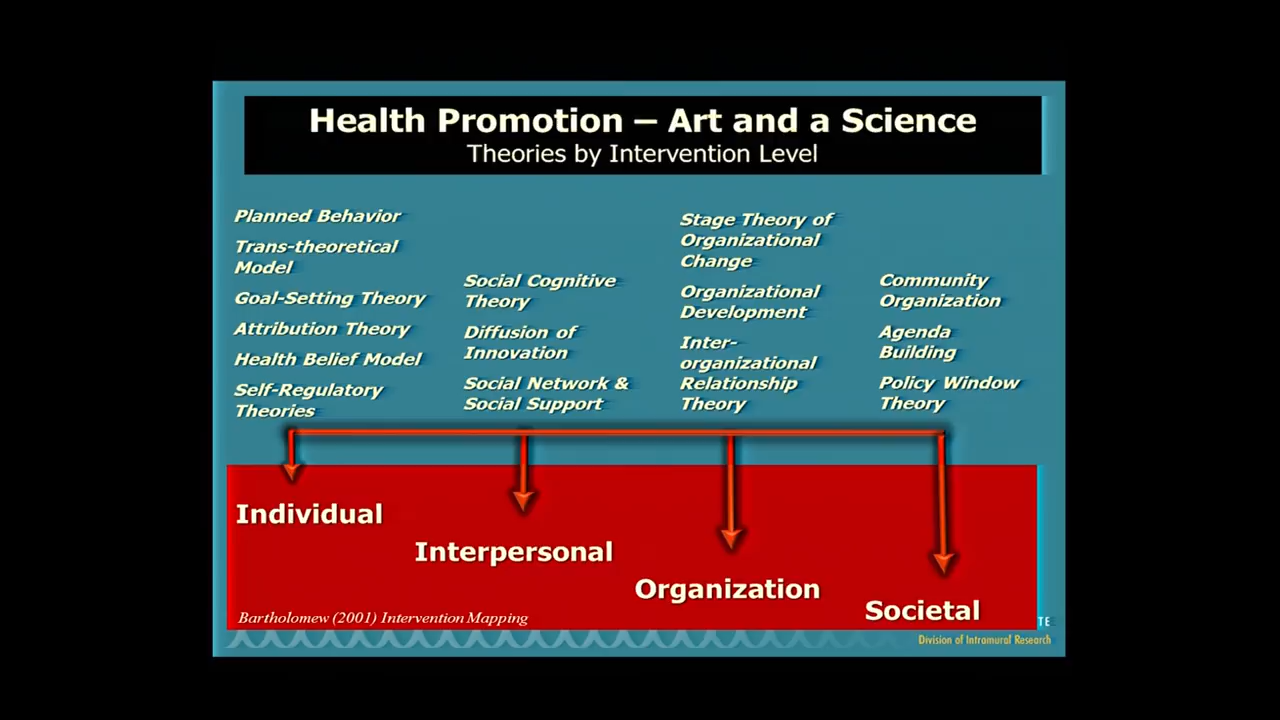 Health Promotion – Art and a Science
Theories by Intervention Level
Planned Behavior
Trans-theoretical
Model
Goal-Setting Theory
Attribution Theory
Health Belief Model
Self-Regulatory
Theories
Social Cognitive
Theory
Diffusion of
Innovation
Social Network &
Social Support
Stage Theory of
Organizational
Change
Organizational
Development
Inter-
organizational
Relationship
Theory
Community
Organization
Agenda
Building
Policy Window
Theory
Individual
Interpersonal
Organization
Societal
Bartholomew (2001) Intervention Mapping
TE
Division of Intramural Research